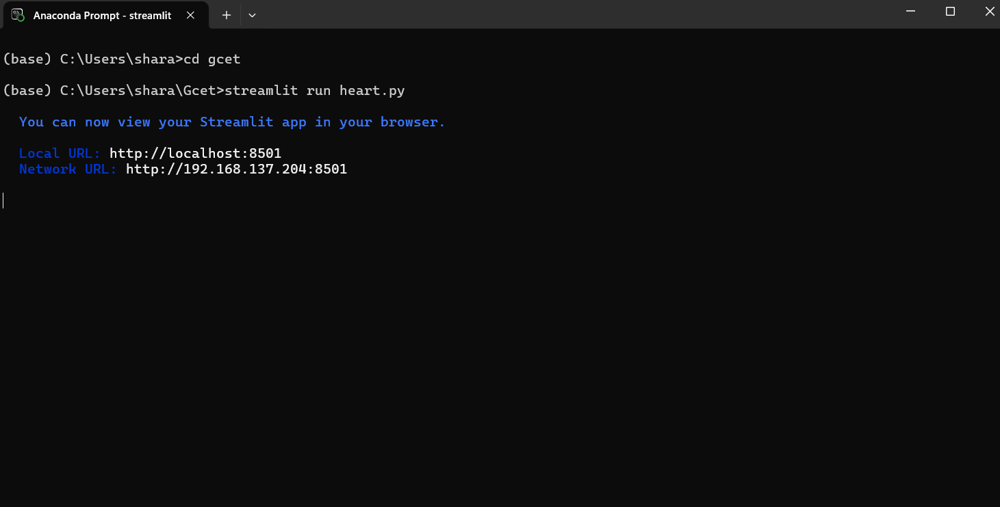 Anaconda Prompt - streamlit
(base) C:\Users\shara>cd gcet
(base) C:\Users\shara\Gcet>streamlit run heart.py
You can now view your Streamlit app in your browser.
Local URL: http://localhost:8501
Network URL: http://192.168.137.204:8501